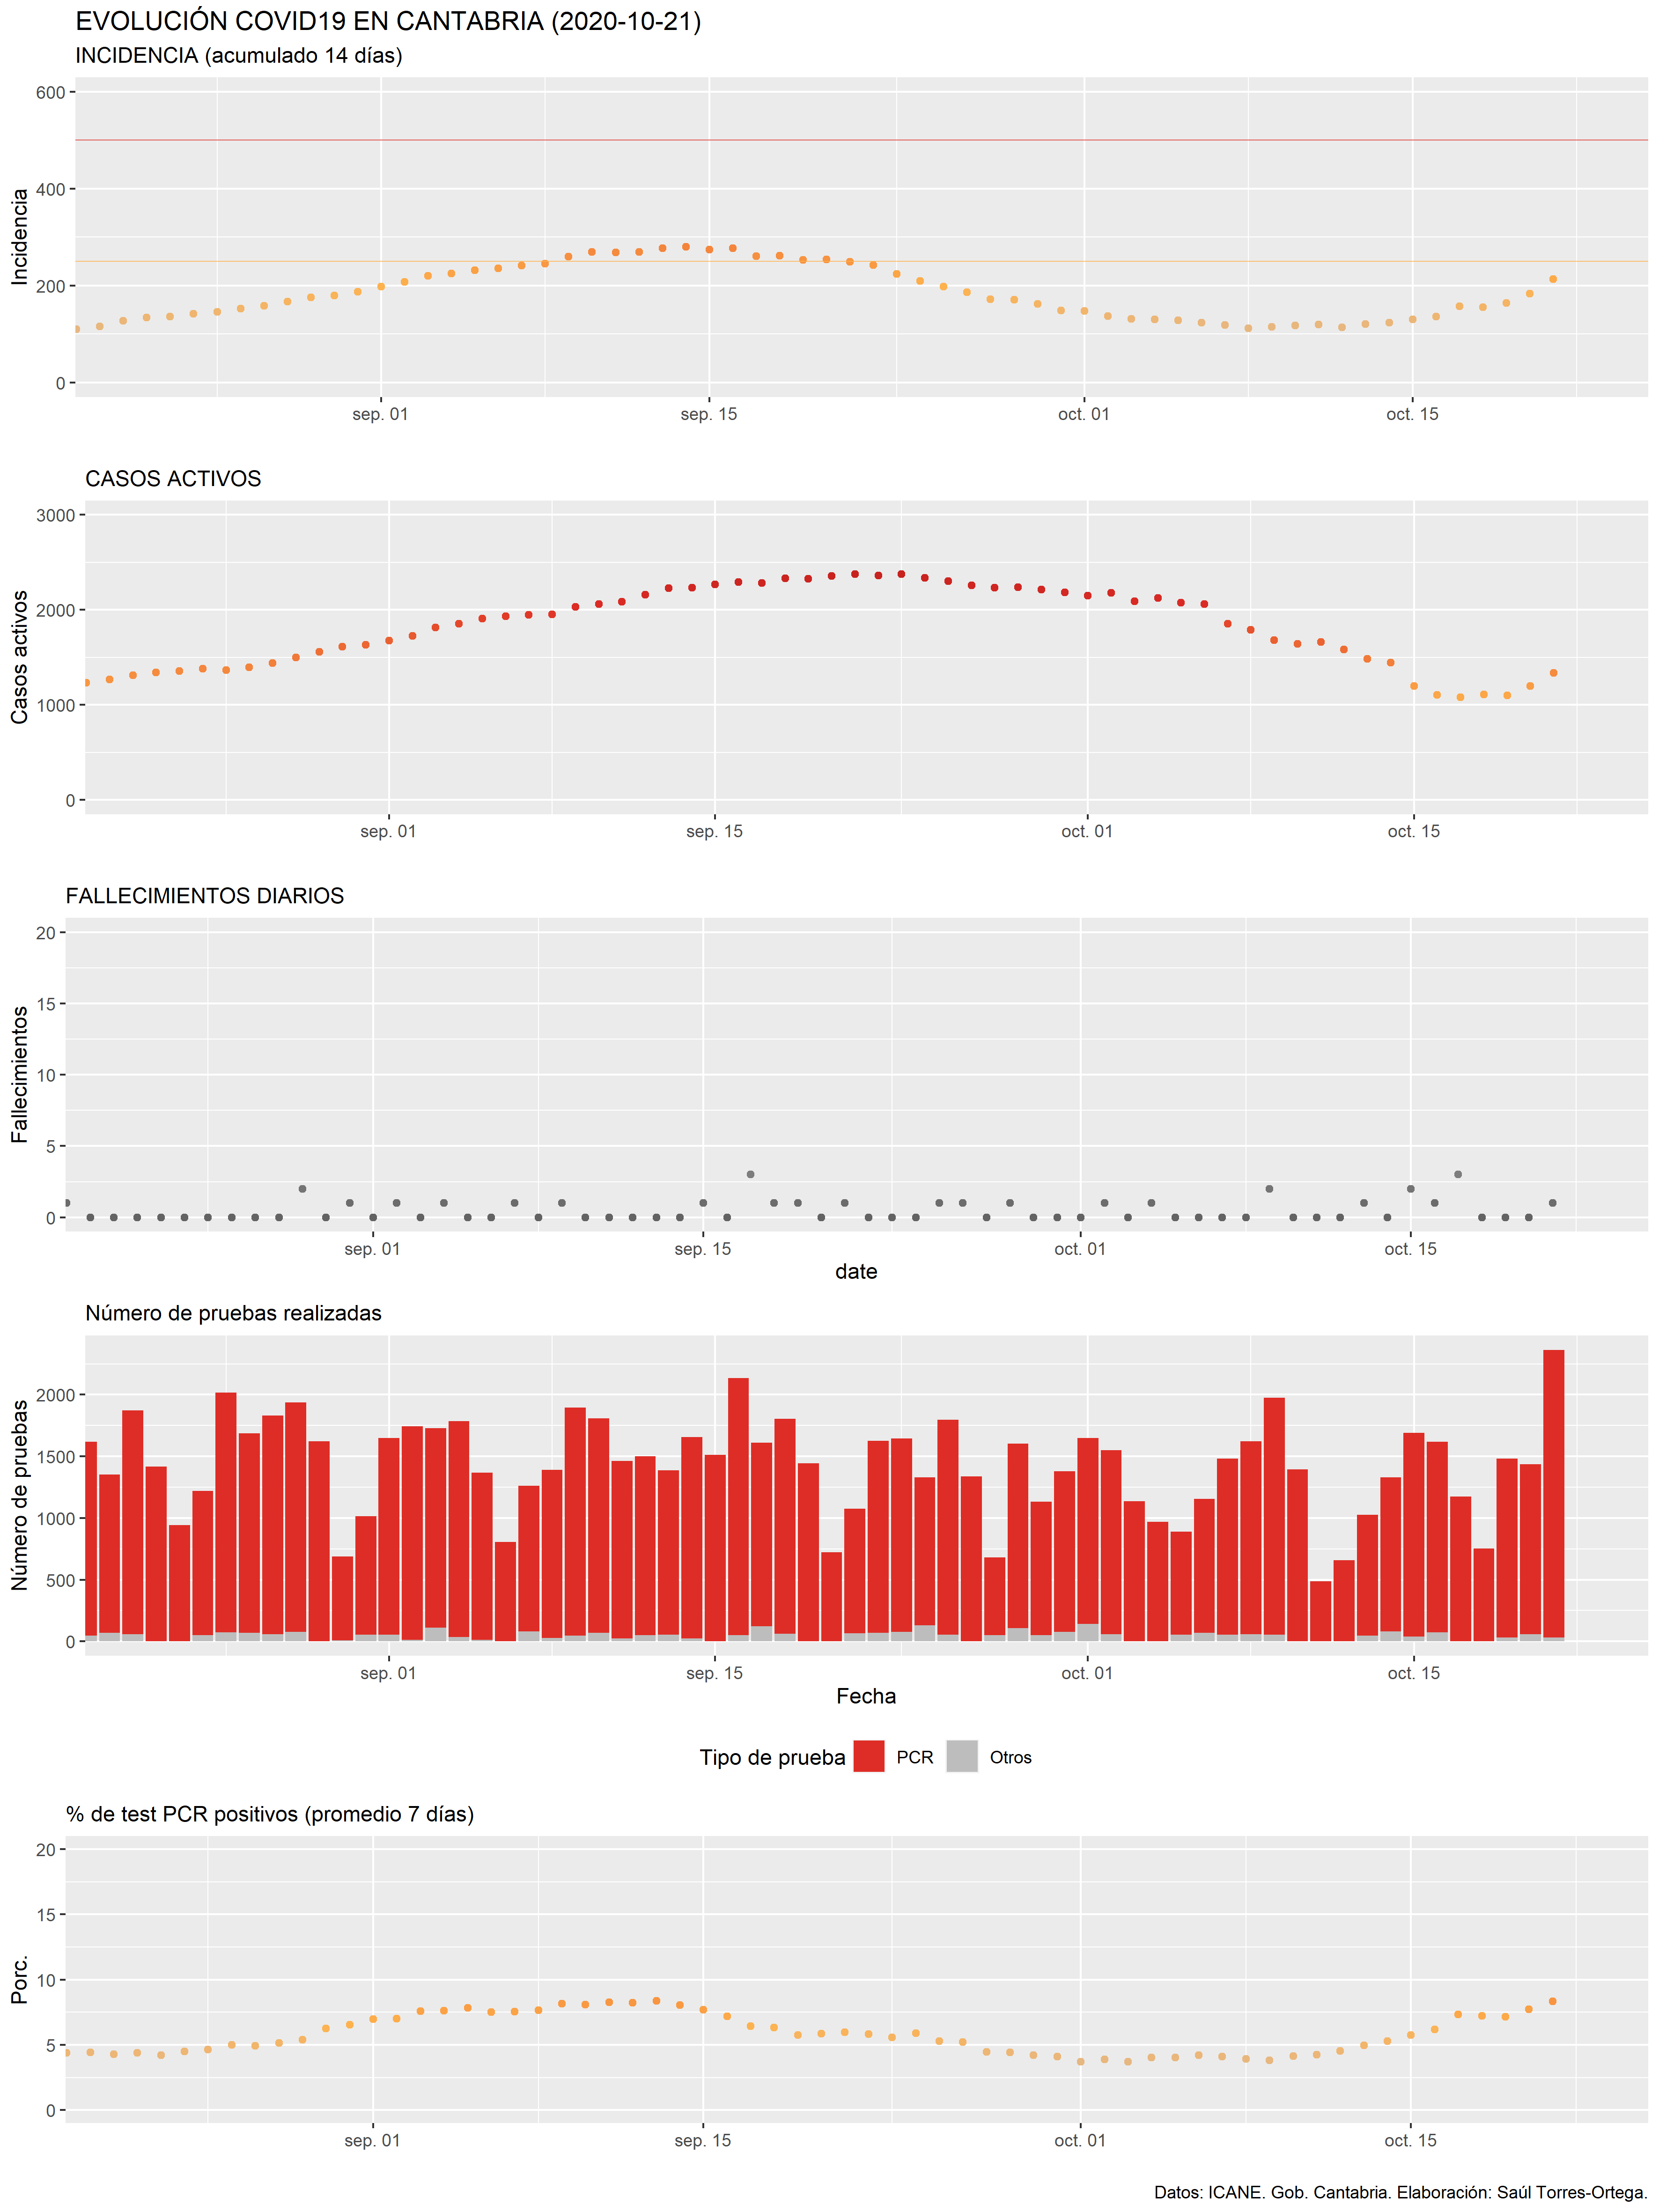 EVOLUCIÓN COVID19 EN CANTABRIA (2020-10-21)
INCIDENCIA (acumulado 14 días)
Incidencia
600
400
200
0
sep. 01 sep. 15 oct. 01 oct. 15
CASOS ACTIVOS
Casos activos
3000
2000
1000
0
sep. 01 sep. 15 oct. 01 oct. 15
FALLECIMIENTOS DIARIOS
Fallecimientos
20
15
10
5
0
sep. 01 sep. 15 oct. 01 oct. 15
date
Número de pruebas realizadas
Número de pruebas
2000
1500
1000
500
0
sep. 01 sep. 15 oct. 01 oct. 15
Fecha
Tipo de prueba PCR Otros
% de test PCR positivos (promedio 7 días)
Porc.
20
15
10
5
0
sep. 01 sep. 15 oct. 01 oct. 15
Datos: ICANE. Gob. Cantabria. Elaboración: Saúl Torres-Ortega.